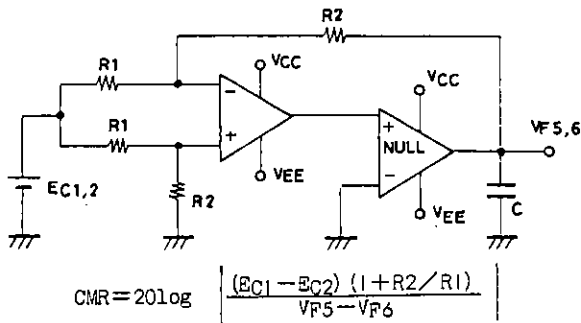 R2
R1
VCC
VCC
−
+
R1
+
NULL
−
VF5,6
EC1,2
R2
VEE
VEE
C
CMR=20log | (EC1−EC2) (1+R2/R1) / VF5−VF6 |